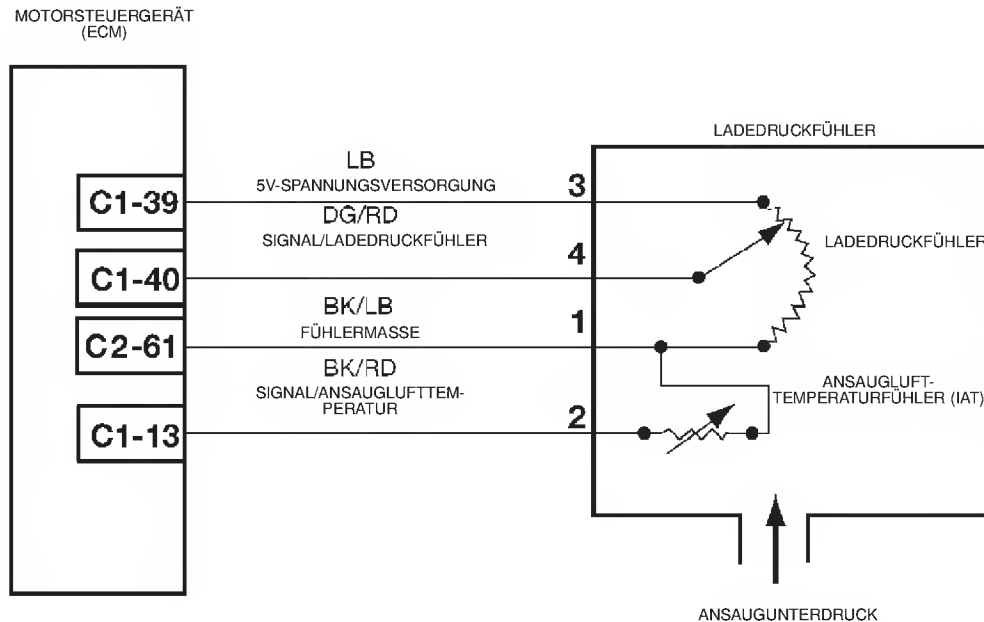 MOTORSTEUERGERÄT
(ECM)
LADEDRUCKFÜHLER
LB
5V-SPANNUNGSVERSORGUNG
3
C1-39
DG/RD
SIGNAL/LADEDRUCKFÜHLER
4
LADEDRUCKFÜHLER
C1-40
BK/LB
FÜHLERMASSE
1
C2-61
BK/RD
SIGNAL/ANSAUGLUFTTEM-
PERATUR
2
ANSAUGLUFT-
TEMPERATURFÜHLER (IAT)
C1-13
ANSAUGUNTERDRUCK